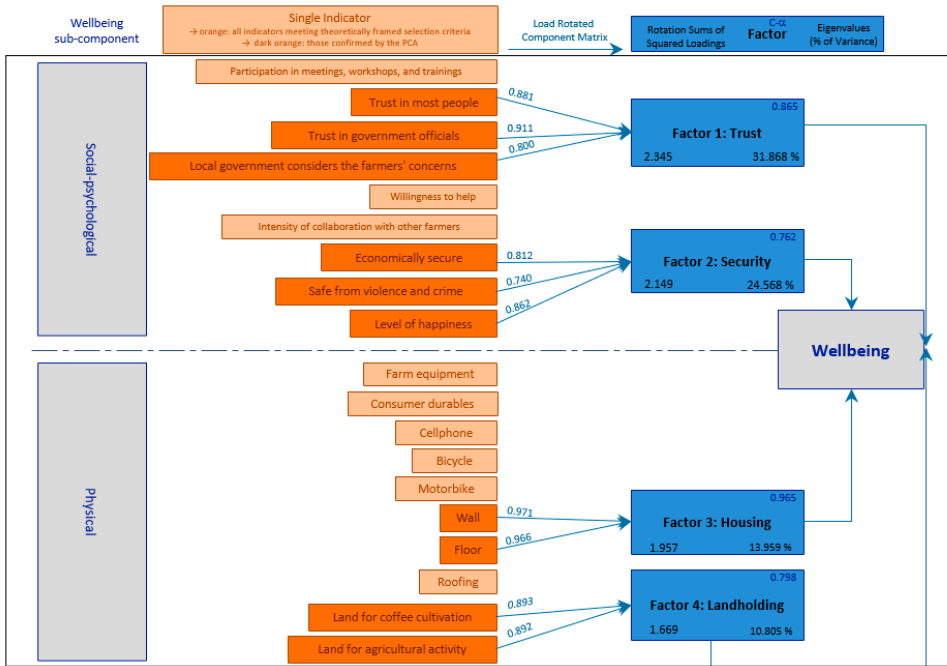 Wellbeing
sub-component
Single Indicator
→ orange: all indicators meeting theoretically framed selection criteria
→ dark orange: those confirmed by the PCA
Load Rotated
Component Matrix
Rotation Sums of
Squared Loadings
C-α
Factor
Eigenvalues
(% of Variance)
Social-psychological
Participation in meetings, workshops, and trainings
Trust in most people
0.881
Trust in government officials
0.911
Local government considers the farmers' concerns
0.800
0.865
Factor 1: Trust
2.345
31.868 %
Willingness to help
Intensity of collaboration with other farmers
Economically secure
0.812
Safe from violence and crime
0.740
Level of happiness
0.862
0.762
Factor 2: Security
2.149
24.568 %
Wellbeing
Physical
Farm equipment
Consumer durables
Cellphone
Bicycle
Motorbike
Wall
0.971
Floor
0.966
0.965
Factor 3: Housing
1.957
13.959 %
Roofing
Land for coffee cultivation
0.893
Land for agricultural activity
0.892
0.798
Factor 4: Landholding
1.669
10.805 %